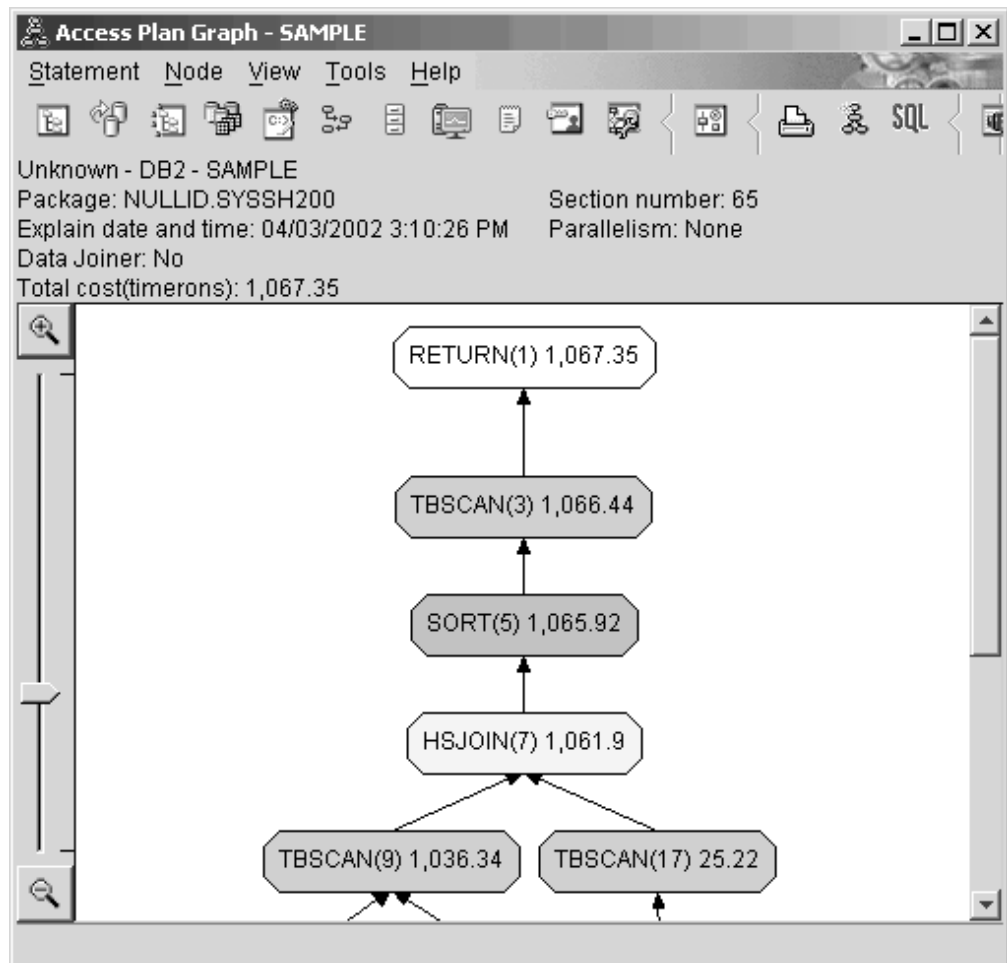 Access Plan Graph - SAMPLE
Statement Node View Tools Help
SQL
Unknown - DB2 - SAMPLE
Package: NULLID.SYSSH200 Section number: 65
Explain date and time: 04/03/2002 3:10:26 PM Parallelism: None
Data Joiner: No
Total cost(timerons): 1,067.35
RETURN(1) 1,067.35
TBSCAN(3) 1,066.44
SORT(5) 1,065.92
HSJOIN(7) 1,061.9
TBSCAN(9) 1,036.34 TBSCAN(17) 25.22